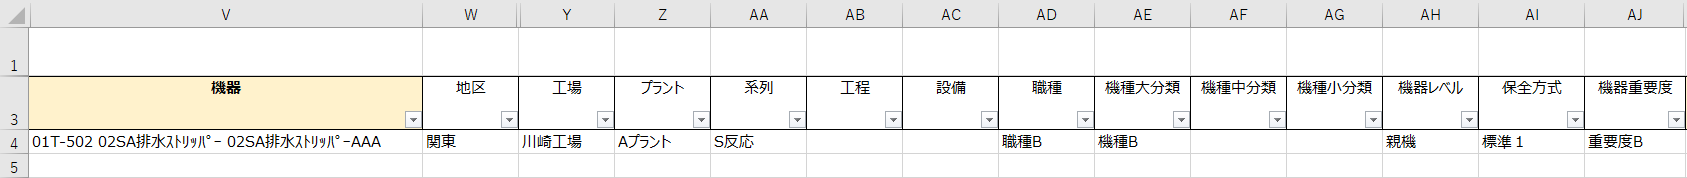 V W Y Z AA AB AC AD AE AF AG AH AI AJ
1
3 機器 地区 工場 プラント 系列 工程 設備 職種 機種大分類 機種中分類 機種小分類 機器レベル 保全方式 機器重要度
4 01T-502 02SA排水ｽﾄﾘｯﾊﾟｰ 02SA排水ｽﾄﾘｯﾊﾟｰAAA 関東 川崎工場 Aプラント S反応 職種B 機種B 親機 標準１ 重要度B
5